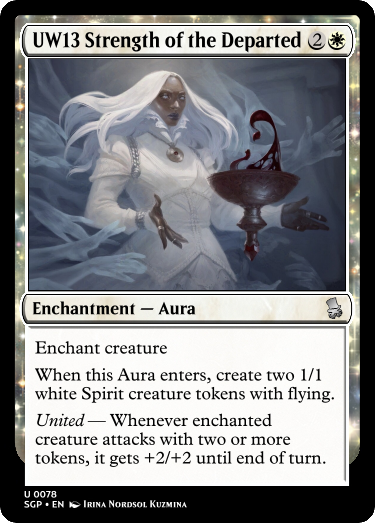 UW13 Strength of the Departed 2
Enchantment — Aura
Enchant creature
When this Aura enters, create two 1/1
white Spirit creature tokens with flying.
United — Whenever enchanted
creature attacks with two or more
tokens, it gets +2/+2 until end of turn.
U 0078
SGP • EN Irina Nordsol Kuzmina